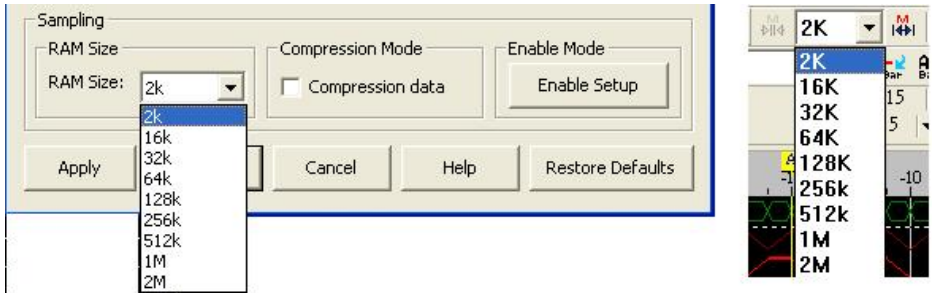 Sampling
RAM Size
RAM Size:
2k
2k
16k
32k
64k
128k
256k
512k
1M
2M
Compression Mode
Compression data
Enable Mode
Enable Setup
Apply
Cancel
Help
Restore Defaults
2K
2K
16K
32K
64K
128K
256k
512k
1M
2M
Bar
15
5
-10